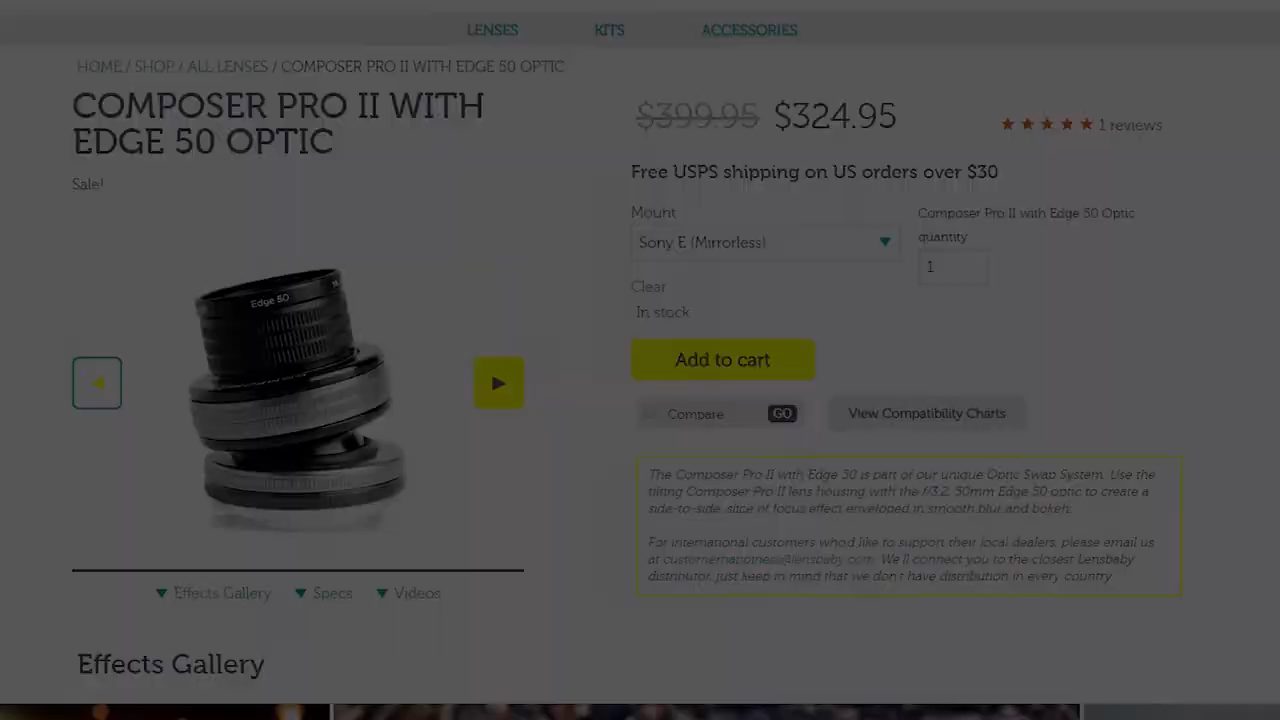 LENSES KITS ACCESSORIES
HOME / SHOP / ALL LENSES / COMPOSER PRO II WITH EDGE 50 OPTIC
COMPOSER PRO II WITH
EDGE 50 OPTIC
Sale!
Edge 50
$399.95 $324.95
1 reviews
Free USPS shipping on US orders over $30
Mount
Sony E (Mirrorless)
Clear
In stock
Composer Pro II with Edge 50 Optic
quantity
1
Add to cart
Compare GO
View Compatibility Charts
The Composer Pro II with Edge 50 is part of our unique Optic Swap System. Use the
tilting Composer Pro II lens housing with the f/3.2, 50mm Edge 50 optic to create a
side-to-side, slice of focus effect enveloped in smooth blur and bokeh.
For international customers who'd like to support their local dealers, please email us
at customerhappiness@lensbaby.com. We'll connect you to the closest Lensbaby
distributor, just keep in mind that we don't have distribution in every country.
Effects Gallery Specs Videos
Effects Gallery